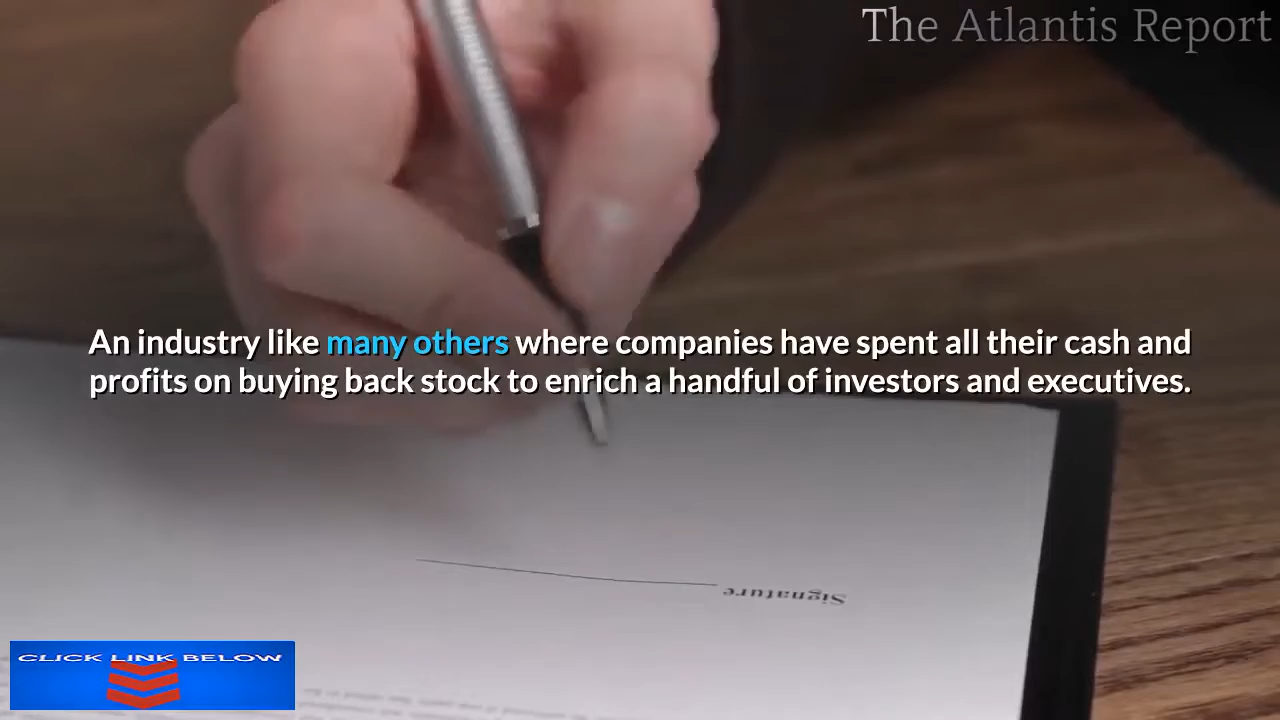 The Atlantis Report
An industry like many others where companies have spent all their cash and
profits on buying back stock to enrich a handful of investors and executives.
Signature
CLICK LINK BELOW